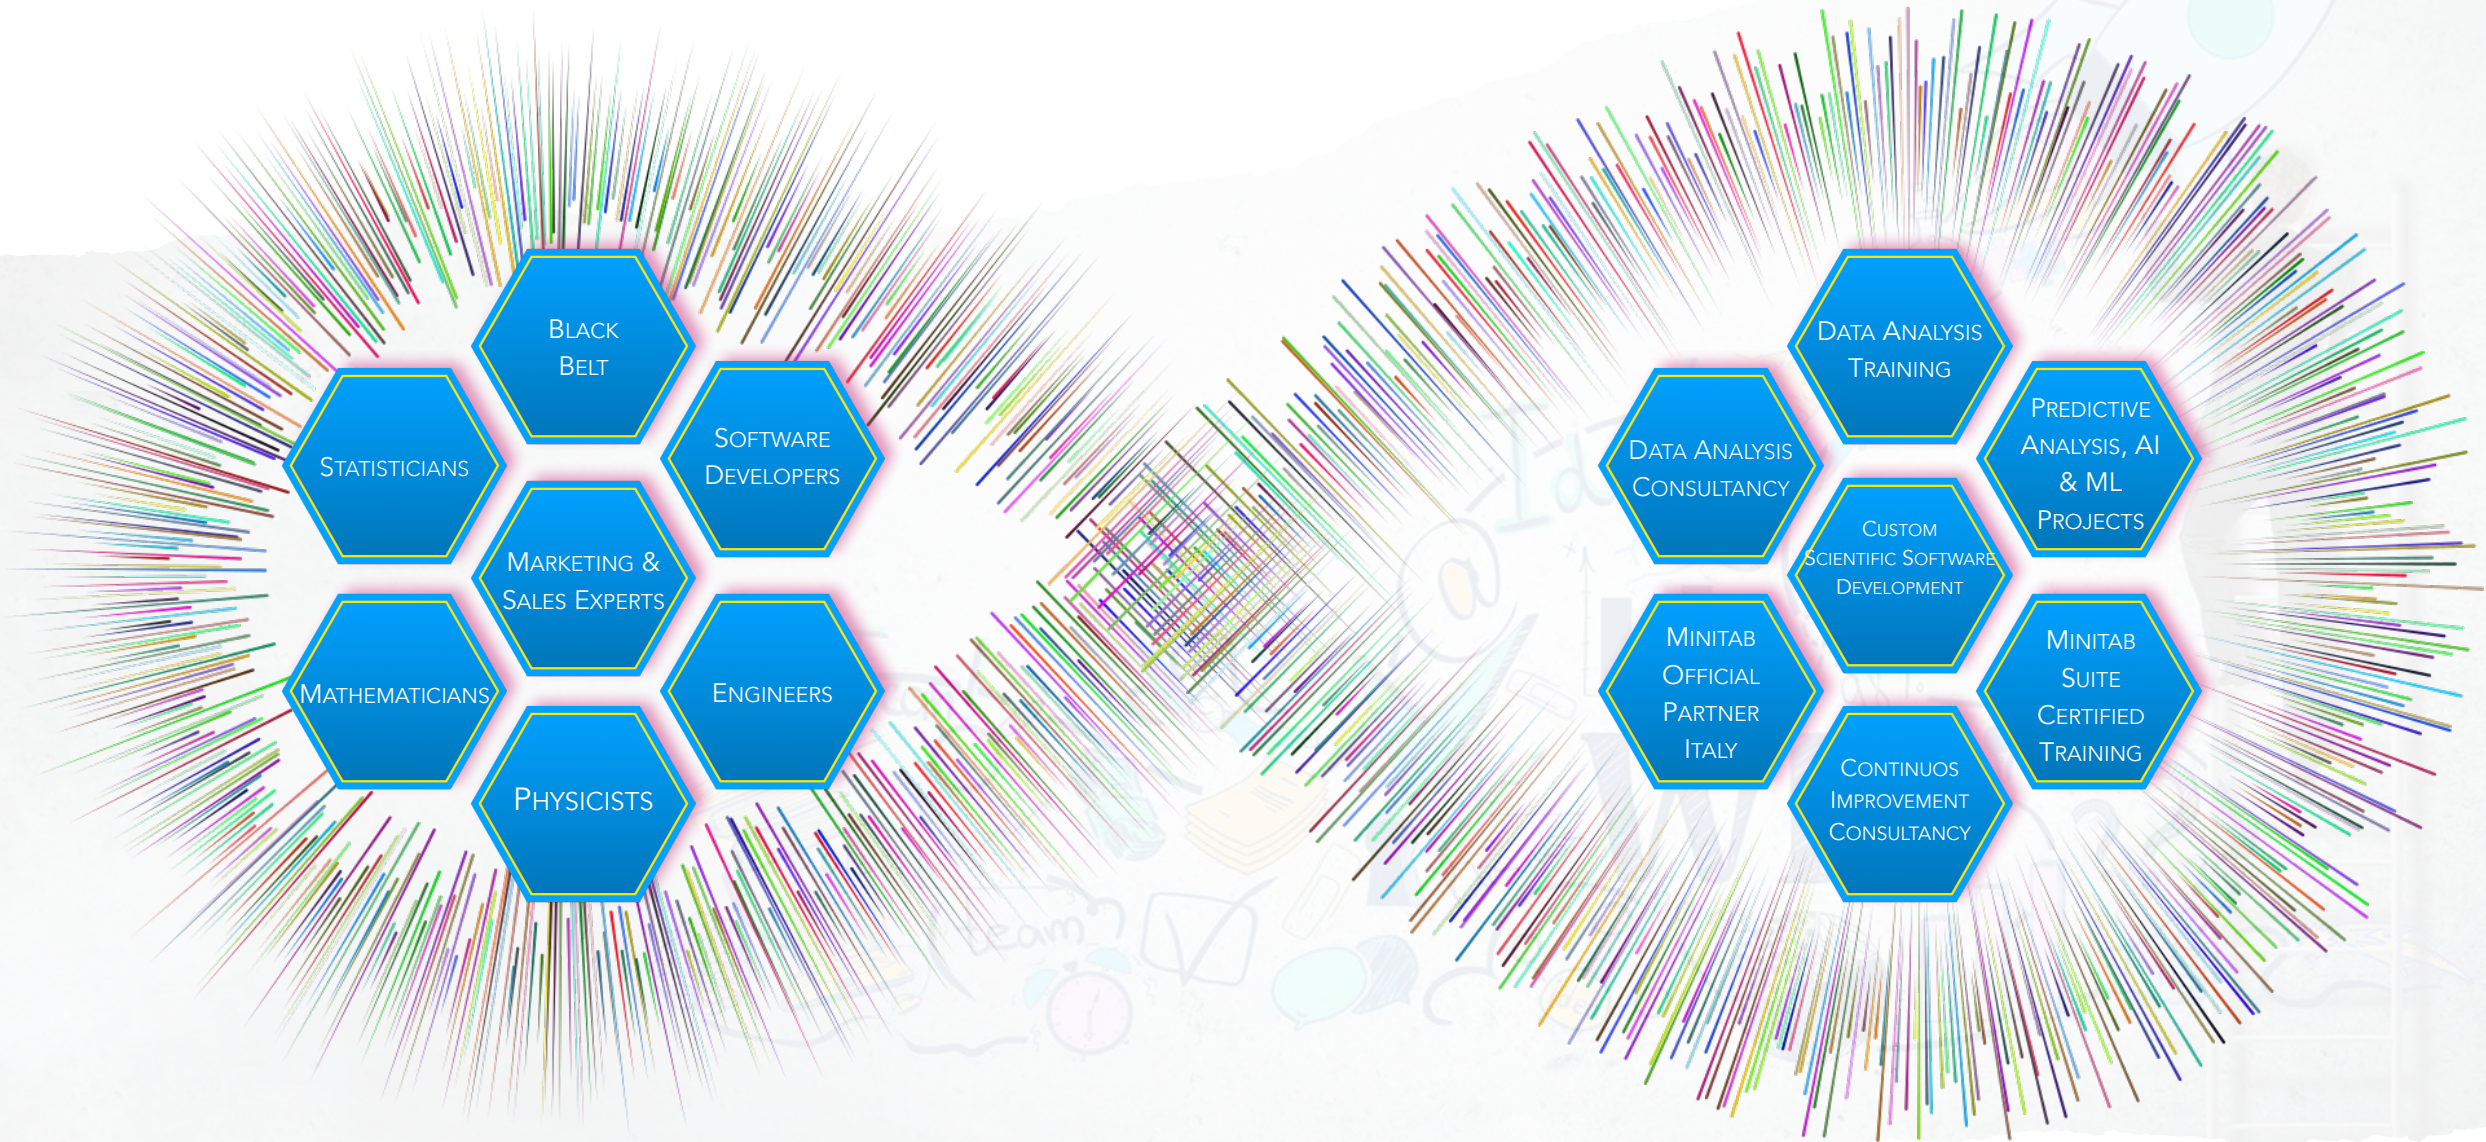 Black
Belt
Statisticians
Software
Developers
Marketing &
Sales Experts
Mathematicians
Engineers
Physicists
Data Analysis
Training
Data Analysis
Consultancy
Predictive
Analysis, AI
& ML
Projects
Custom
Scientific Software
Development
Minitab
Official
Partner
Italy
Minitab
Suite
Certified
Training
Continuos
Improvement
Consultancy
team?